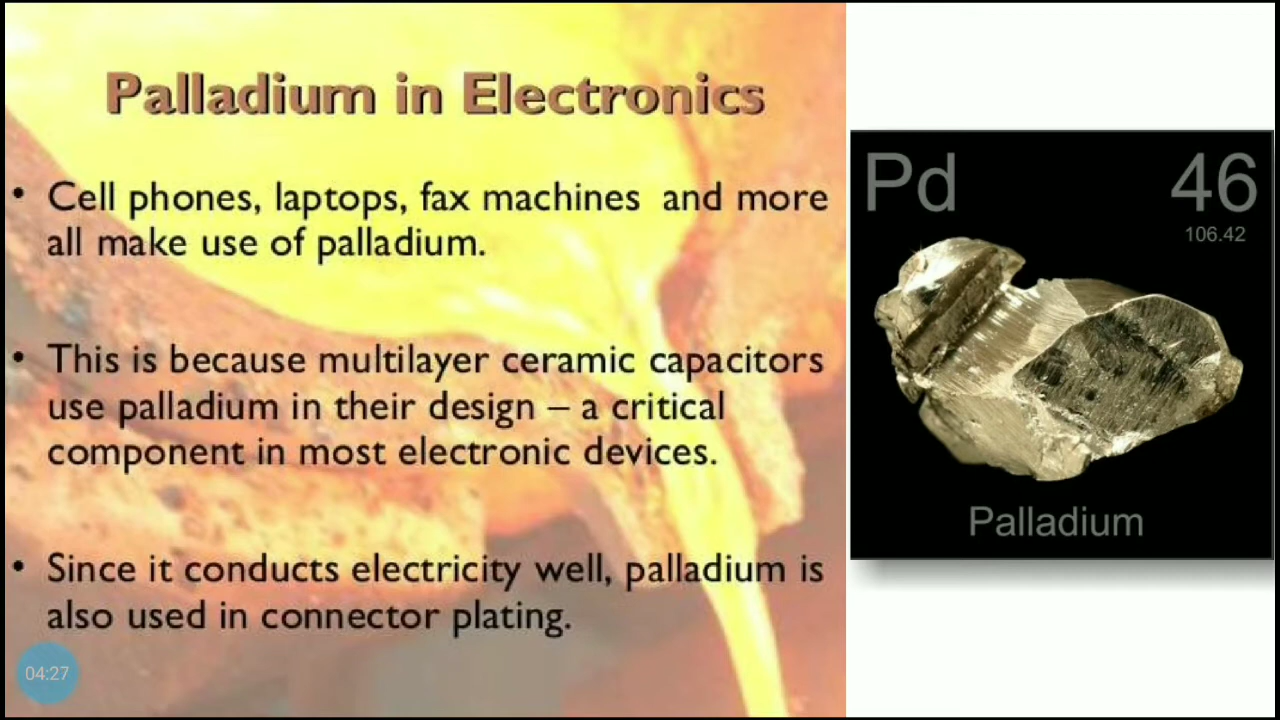 Palladium in Electronics
• Cell phones, laptops, fax machines and more
all make use of palladium.
• This is because multilayer ceramic capacitors
use palladium in their design – a critical
component in most electronic devices.
• Since it conducts electricity well, palladium is
also used in connector plating.
04:27
Pd 46
106.42
Palladium